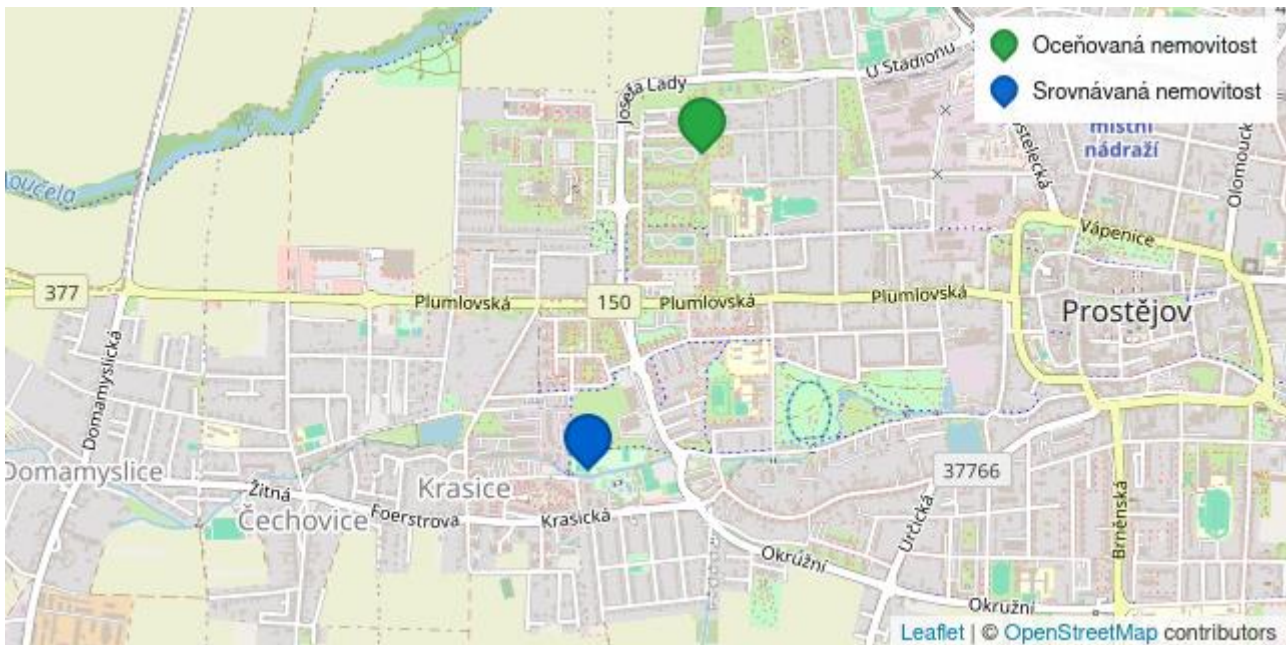 Oceňovaná nemovitost
Srovnávaná nemovitost
Josefa Lady
U Stadionu
místní
nádraží
Olomouck
Vápenice
377
150
Plumlovská
Plumlovská
Plumlovská
Prostějov
Domamyslická
Domamyslice
Žitná
Čechovice
Foerstrova
Krasice
Krasická
37766
Určická
Brněnská
Okružní
Okružní
Leaflet | © OpenStreetMap contributors